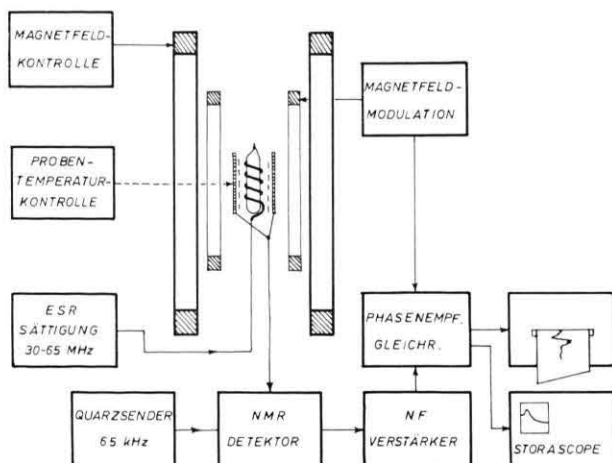 MAGNETFELD-
KONTROLLE
MAGNETFELD-
MODULATION
PROBEN-
TEMPERATUR-
KONTROLLE
ESR
SÄTTIGUNG
30-65 MHz
PHASENEMPF.
GLEICHR.
QUARZSENDER
65 kHz
NMR
DETEKTOR
NF
VERSTÄRKER
STORASCOPE